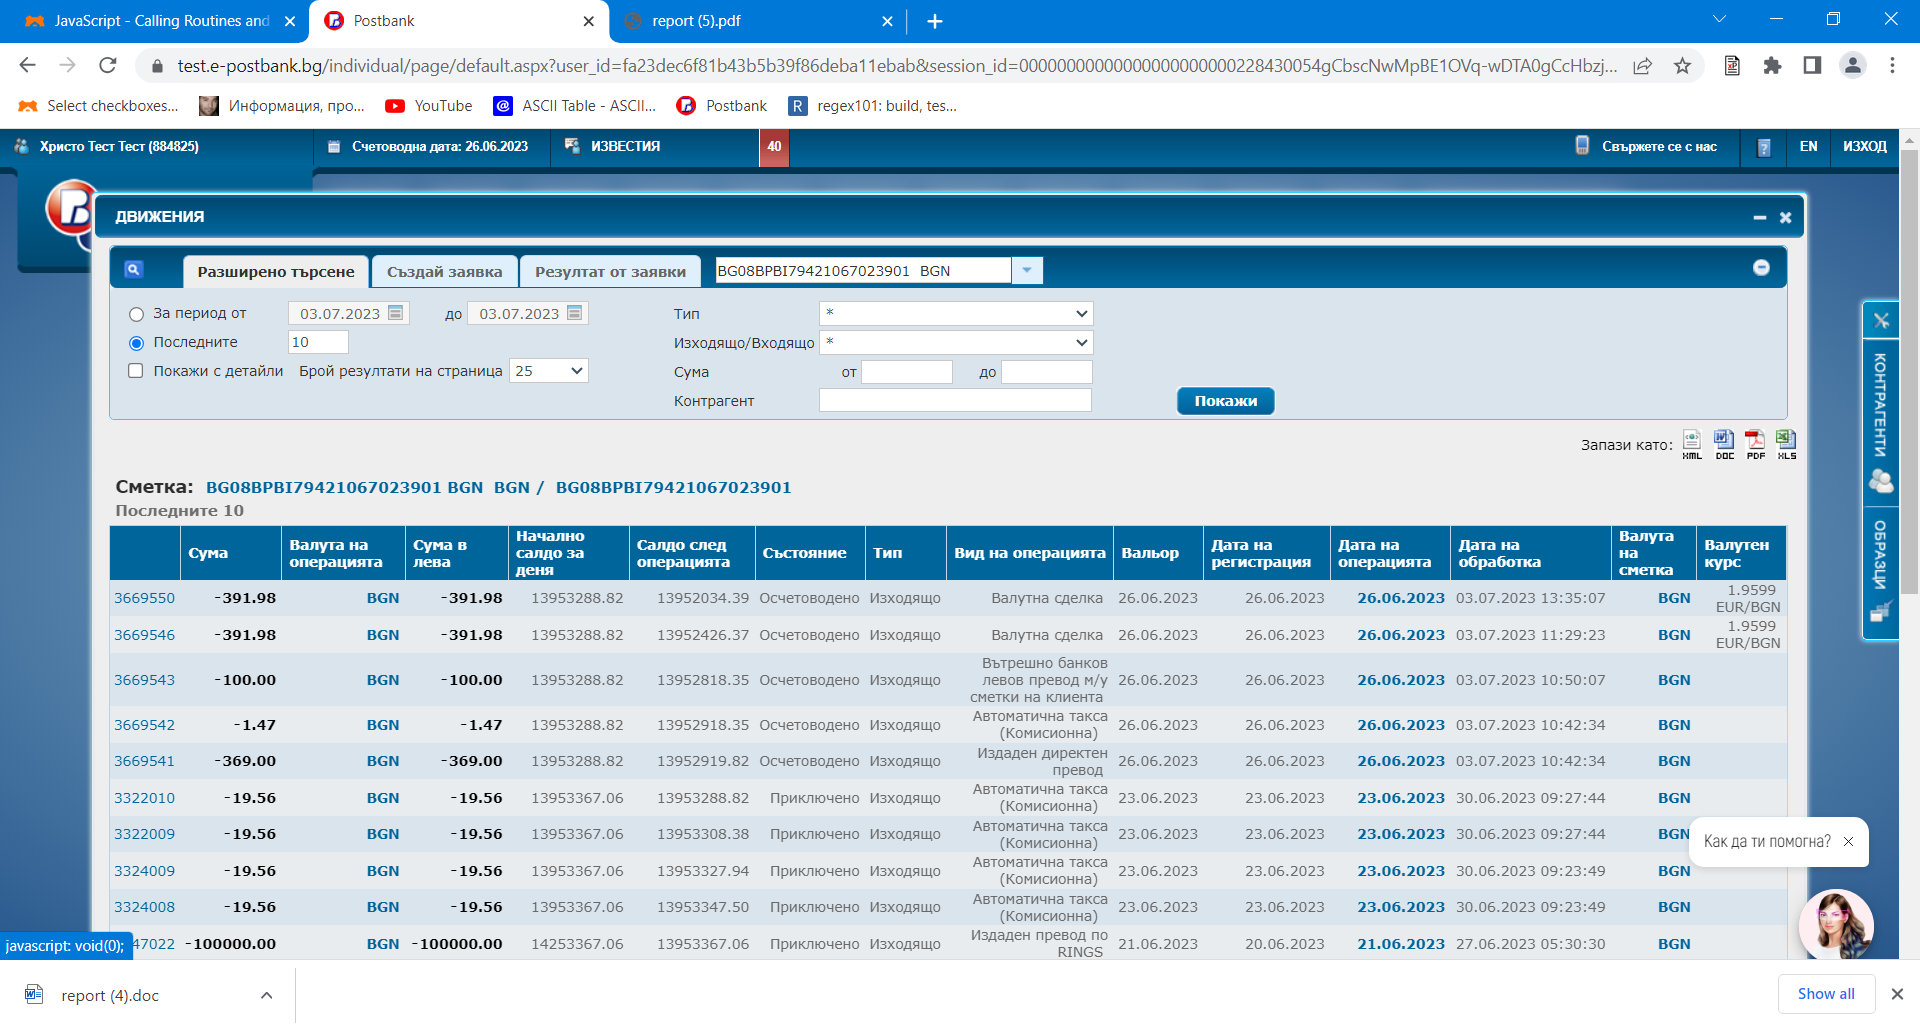 JavaScript - Calling Routines and
Postbank
report (5).pdf
test.e-postbank.bg/individual/page/default.aspx?user_id=fa23dec6f81b43b5b39f86deba11ebab&session_id=0000000000000000000000228430054gCbscNwMpBE1OVq-wDTA0gCcHbzj...
Select checkboxes...
Информация, про...
YouTube
ASCII Table - ASCII...
Postbank
regex101: build, tes...
Христо Тест Тест (884825)
Счетоводна дата: 26.06.2023
ИЗВЕСТИЯ
40
Свържете се с нас
EN
ИЗХОД
ДВИЖЕНИЯ
Разширено търсене
Създай заявка
Резултат от заявки
BG08BPBI79421067023901 BGN
За период от 03.07.2023 до 03.07.2023 Тип *
Последните 10 Изходящо/Входящо *
Покажи с детайли Брой резултати на страница 25 Сума от до
Контрагент Покажи
Запази като: XML DOC PDF XLS
КОНТРАГЕНТИ
ОБРАЗЦИ
Сметка: BG08BPBI79421067023901 BGN BGN / BG08BPBI79421067023901
Последните 10
Сума Валута на операцията Сума в лева Начално салдо за деня Салдо след операцията Състояние Тип Вид на операцията Вальор Дата на регистрация Дата на операцията Дата на обработка Валута на сметка Валутен курс
3669550 -391.98 BGN -391.98 13953288.82 13952034.39 Осчетоводено Изходящо Валутна сделка 26.06.2023 26.06.2023 26.06.2023 03.07.2023 13:35:07 BGN 1.9599 EUR/BGN
3669546 -391.98 BGN -391.98 13953288.82 13952426.37 Осчетоводено Изходящо Валутна сделка 26.06.2023 26.06.2023 26.06.2023 03.07.2023 11:29:23 BGN 1.9599 EUR/BGN
3669543 -100.00 BGN -100.00 13953288.82 13952818.35 Осчетоводено Изходящо Вътрешно банков левов превод м/у сметки на клиента 26.06.2023 26.06.2023 26.06.2023 03.07.2023 10:50:07 BGN
3669542 -1.47 BGN -1.47 13953288.82 13952918.35 Осчетоводено Изходящо Автоматична такса (Комисионна) 26.06.2023 26.06.2023 26.06.2023 03.07.2023 10:42:34 BGN
3669541 -369.00 BGN -369.00 13953288.82 13952919.82 Осчетоводено Изходящо Издаден директен превод 26.06.2023 26.06.2023 26.06.2023 03.07.2023 10:42:34 BGN
3322010 -19.56 BGN -19.56 13953367.06 13953288.82 Приключено Изходящо Автоматична такса (Комисионна) 23.06.2023 23.06.2023 23.06.2023 30.06.2023 09:27:44 BGN
3322009 -19.56 BGN -19.56 13953367.06 13953308.38 Приключено Изходящо Автоматична такса (Комисионна) 23.06.2023 23.06.2023 23.06.2023 30.06.2023 09:27:44 BGN
3324009 -19.56 BGN -19.56 13953367.06 13953327.94 Приключено Изходящо Автоматична такса (Комисионна) 23.06.2023 23.06.2023 23.06.2023 30.06.2023 09:23:49 BGN
3324008 -19.56 BGN -19.56 13953367.06 13953347.50 Приключено Изходящо Автоматична такса (Комисионна) 23.06.2023 23.06.2023 23.06.2023 30.06.2023 09:23:49 BGN
47022 -100000.00 BGN -100000.00 14253367.06 13953367.06 Приключено Изходящо Издаден превод по RINGS 21.06.2023 20.06.2023 21.06.2023 27.06.2023 05:30:30 BGN
Как да ти помогна?
javascript: void(0);
report (4).doc
Show all